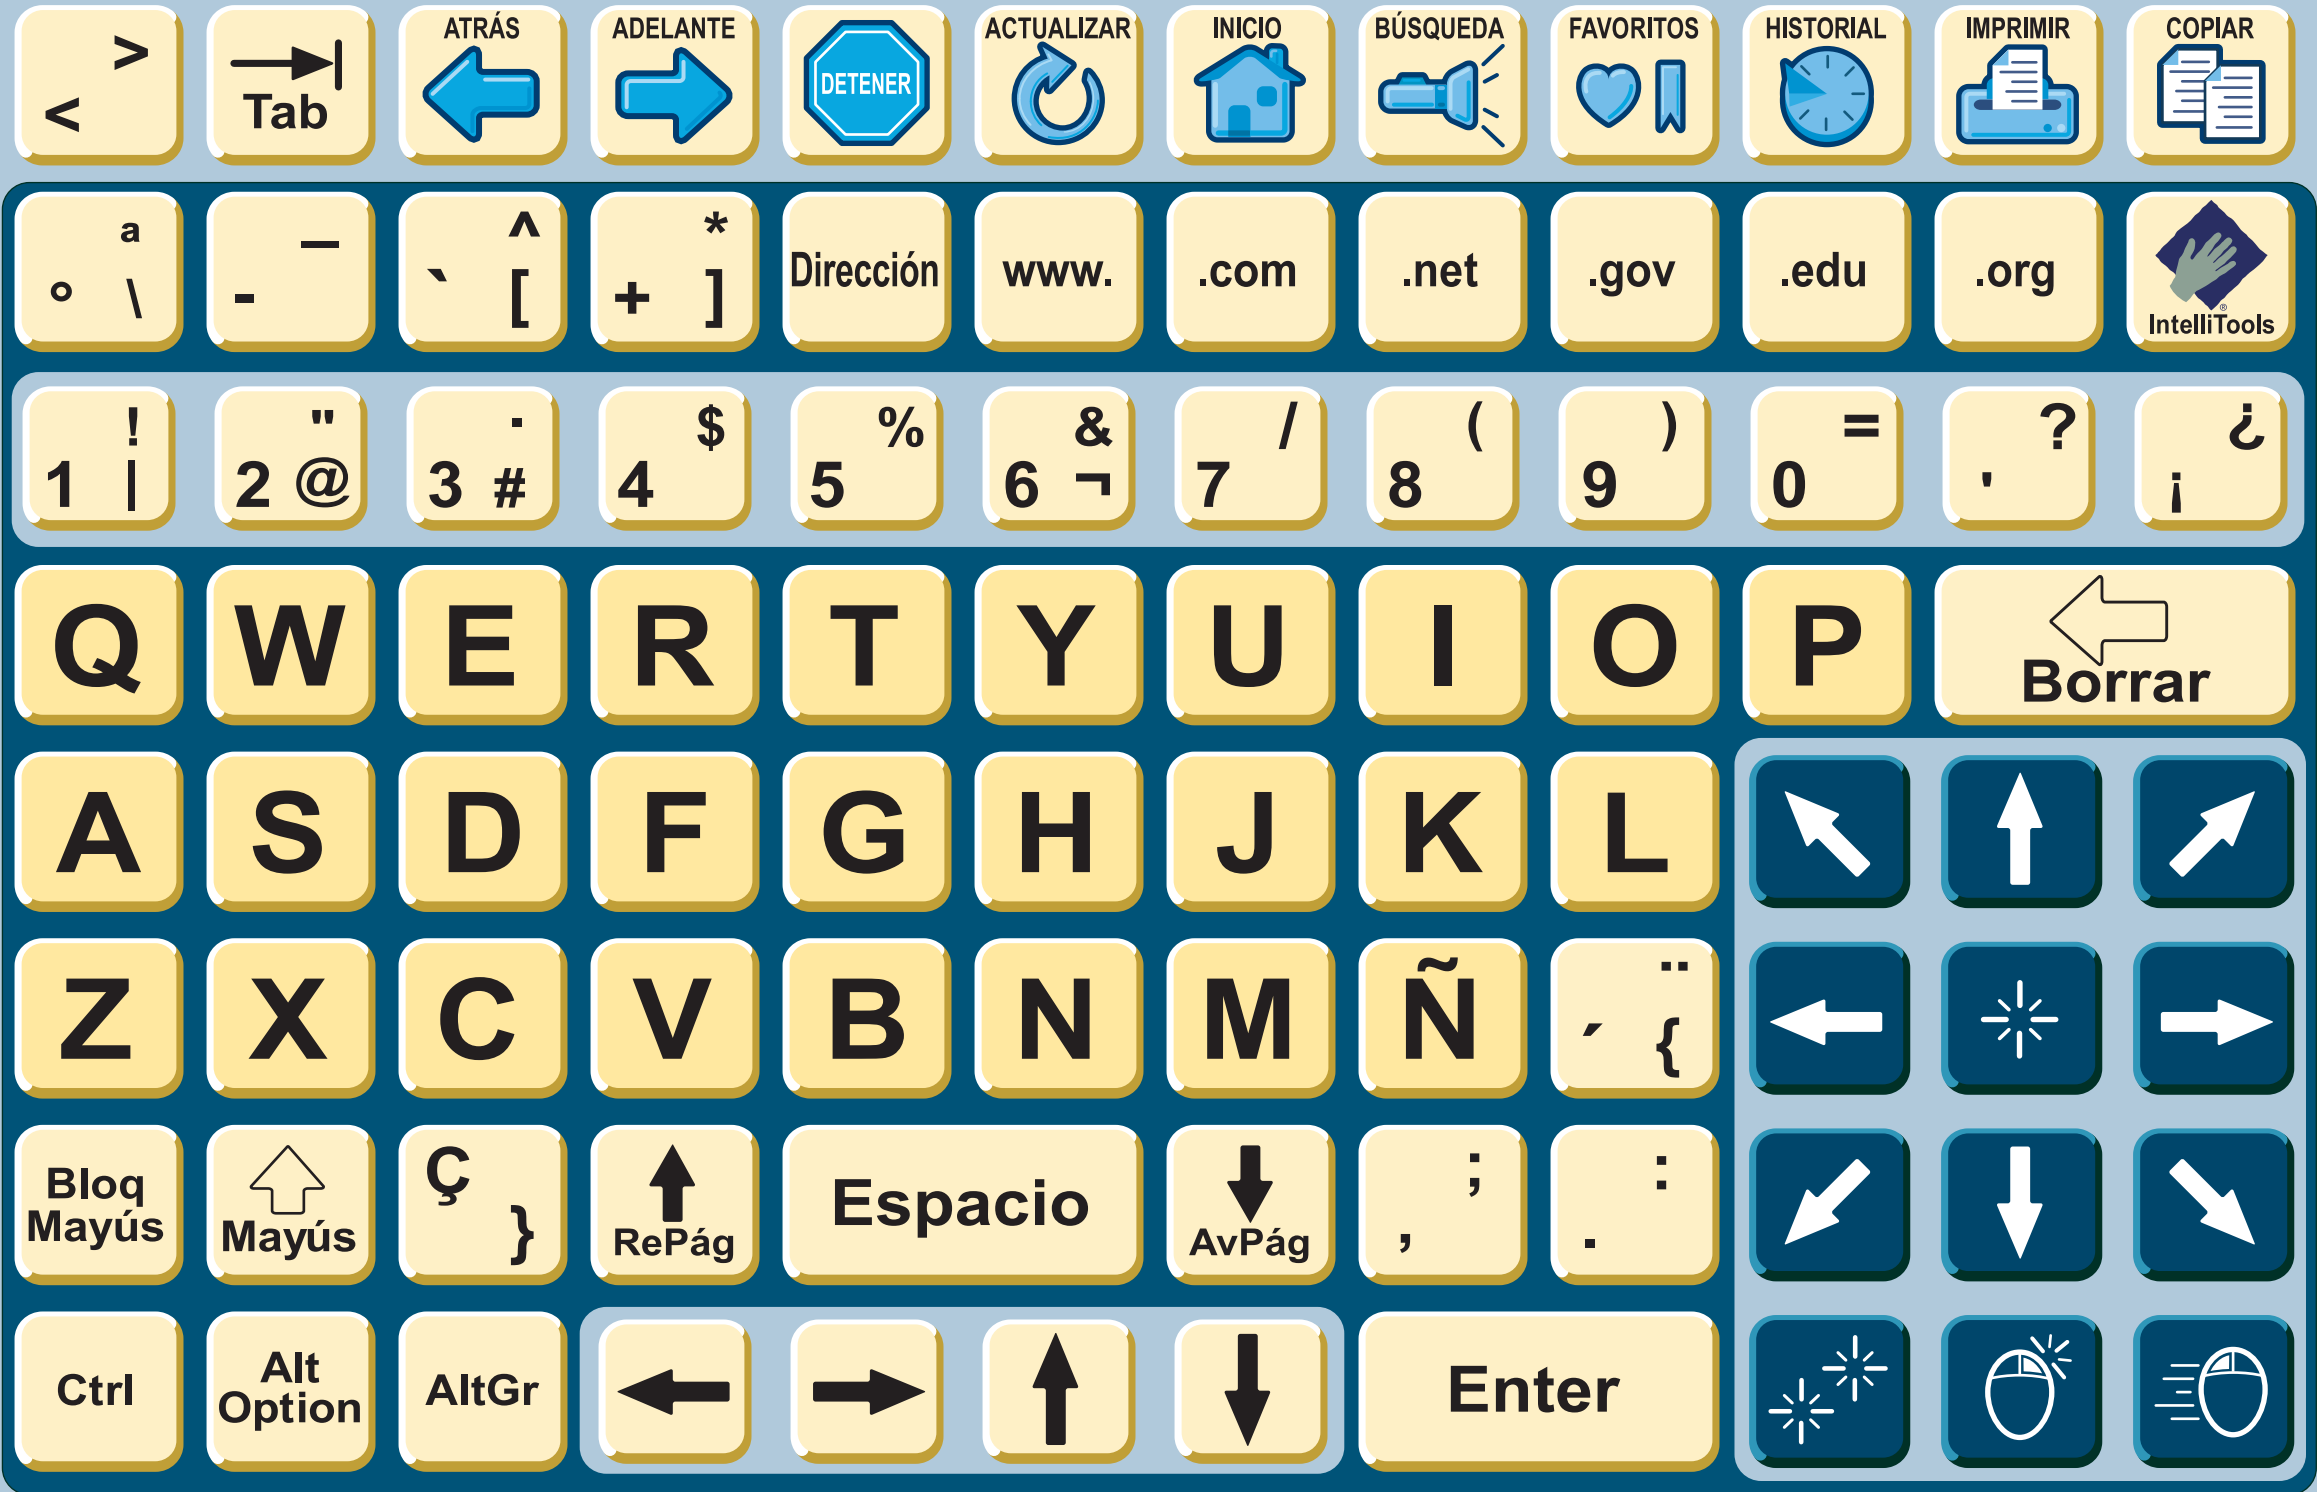 >
<
Tab
ATRÁS
ADELANTE
DETENER
ACTUALIZAR
INICIO
BÚSQUEDA
FAVORITOS
HISTORIAL
IMPRIMIR
COPIAR
ª
º \
_
-
^
` [
*
+ ]
Dirección
www.
.com
.net
.gov
.edu
.org
®
IntelliTools
!
1 |
"
2 @
·
3 #
$
4
%
5
&
6 ¬
/
7
(
8
)
9
=
0
?
'
¿
¡
Q W E R T Y U I O P
Borrar
A S D F G H J K L
Z X C V B N M Ñ
¨
´ {
Bloq
Mayús
Mayús
Ç
}
RePág
Espacio
AvPág
;
,
:
.
Ctrl
Alt
Option
AltGr
Enter